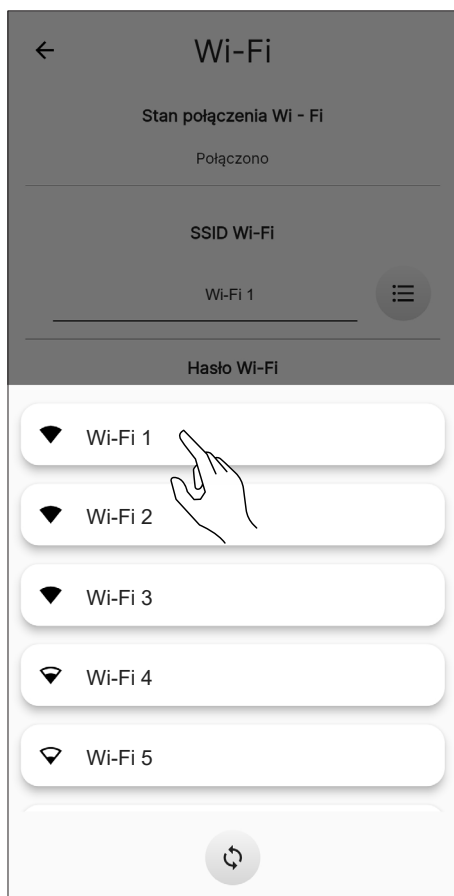 Wi-Fi
Stan połączenia Wi - Fi
Połączono
SSID Wi-Fi
Wi-Fi 1
Hasło Wi-Fi
Wi-Fi 1
Wi-Fi 2
Wi-Fi 3
Wi-Fi 4
Wi-Fi 5